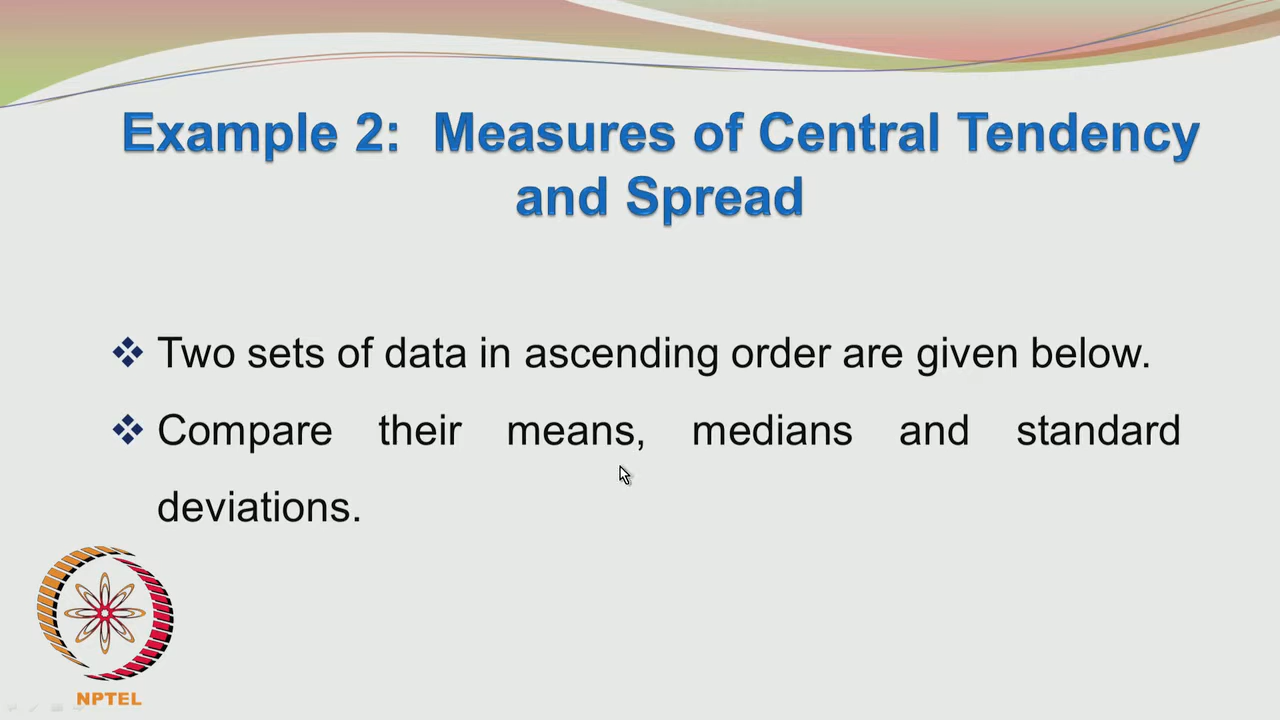 Example 2: Measures of Central Tendency
and Spread
Two sets of data in ascending order are given below.
Compare their means, medians and standard
deviations.
NPTEL